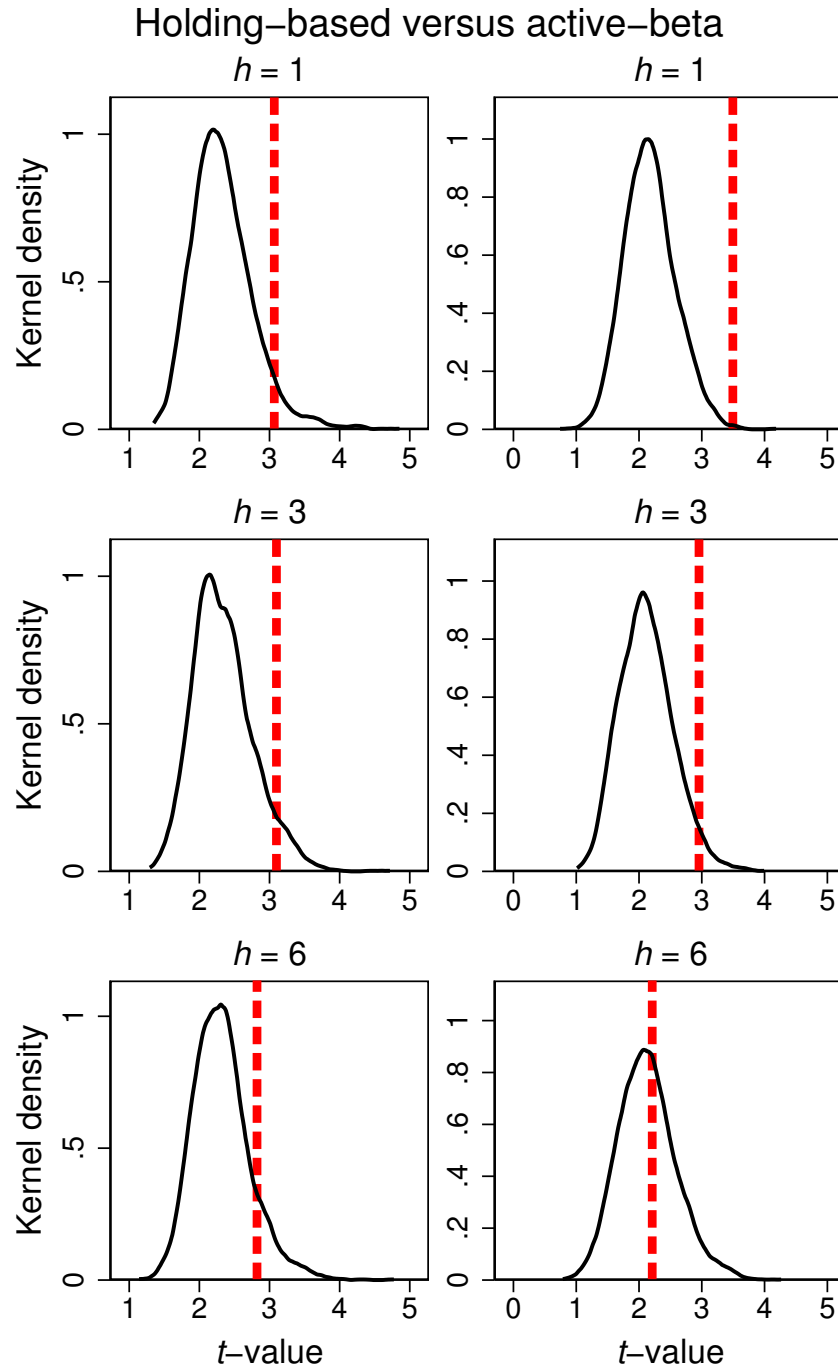 Holding−based versus active−beta
h = 1
h = 1
Kernel density
0 .5 1
1 2 3 4 5
0 .2 .4 .6 .8 1
0 1 2 3 4 5
h = 3
h = 3
Kernel density
0 .5 1
1 2 3 4 5
0 .2 .4 .6 .8 1
0 1 2 3 4 5
h = 6
h = 6
Kernel density
0 .5 1
1 2 3 4 5
0 .2 .4 .6 .8 1
0 1 2 3 4 5
t−value
t−value